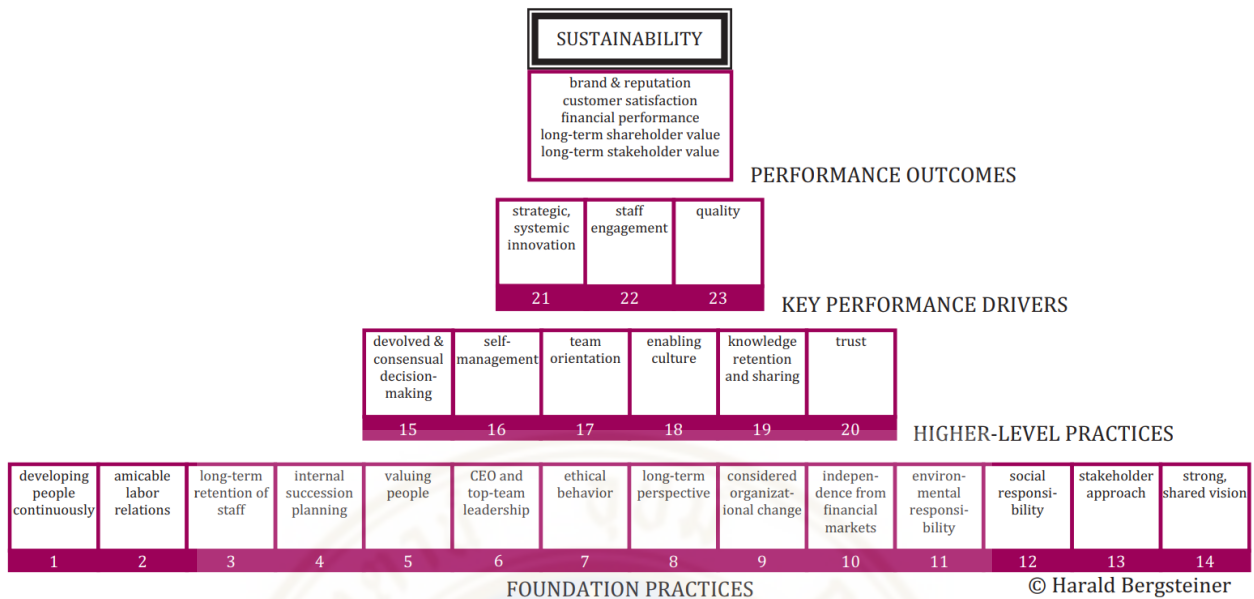 SUSTAINABILITY
brand & reputation
customer satisfaction
financial performance
long-term shareholder value
long-term stakeholder value
PERFORMANCE OUTCOMES
strategic,
systemic
innovation
21
staff
engagement
22
quality
23
KEY PERFORMANCE DRIVERS
devolved &
consensual
decision-
making
15
self-
management
16
team
orientation
17
enabling
culture
18
knowledge
retention
and sharing
19
trust
20
HIGHER-LEVEL PRACTICES
developing
people
continuously
1
amicable
labor
relations
2
long-term
retention of
staff
3
internal
succession
planning
4
valuing
people
5
CEO and
top-team
leadership
6
ethical
behavior
7
long-term
perspective
8
considered
organizat-
ional change
9
indepen-
dence from
financial
markets
10
environ-
mental
responsi-
bility
11
social
responsi-
bility
12
stakeholder
approach
13
strong,
shared vision
14
FOUNDATION PRACTICES
© Harald Bergsteiner